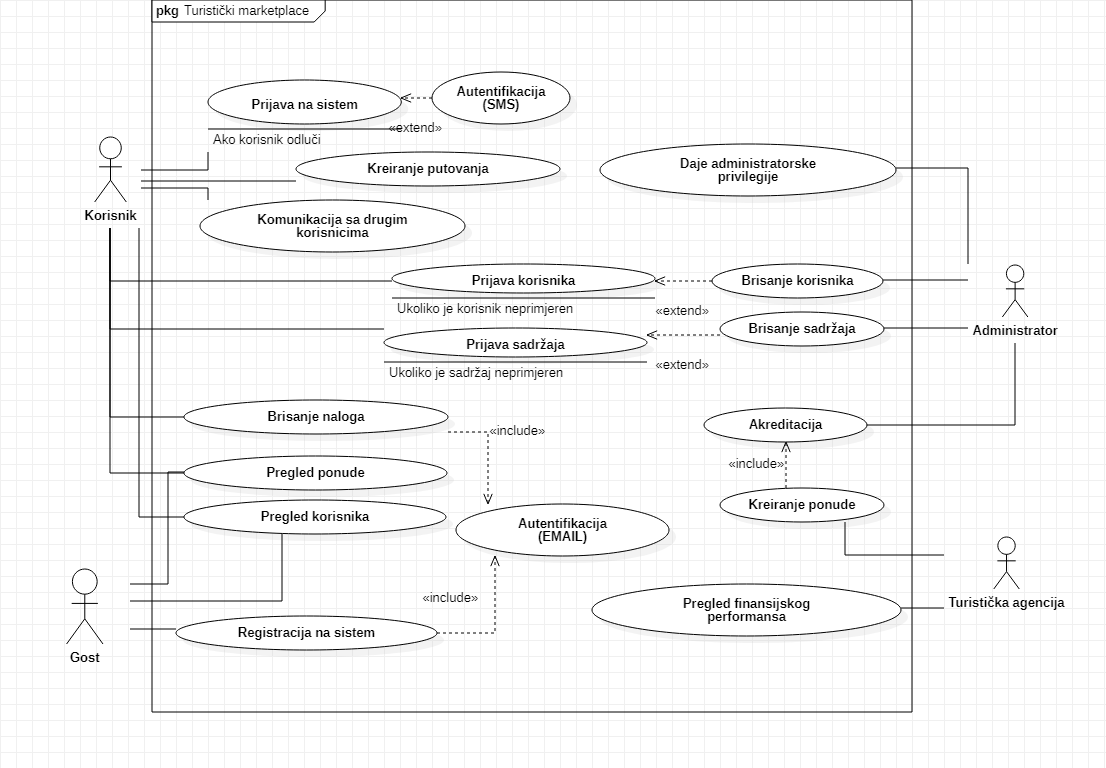 pkg Turistički marketplace
Autentifikacija
(SMS)
Prijava na sistem
«extend»
Ako korisnik odluči
Kreiranje putovanja
Daje administratorske
privilegije
Korisnik
Komunikacija sa drugim
korisnicima
Prijava korisnika
Brisanje korisnika
Ukoliko je korisnik neprimjeren
«extend»
Brisanje sadržaja
Administrator
Prijava sadržaja
«extend»
Ukoliko je sadržaj neprimjeren
Brisanje naloga
«include»
Akreditacija
«include»
Pregled ponude
Kreiranje ponude
Pregled korisnika
Autentifikacija
(EMAIL)
«include»
Turistička agencija
Pregled finansijskog
performansa
Registracija na sistem
Gost